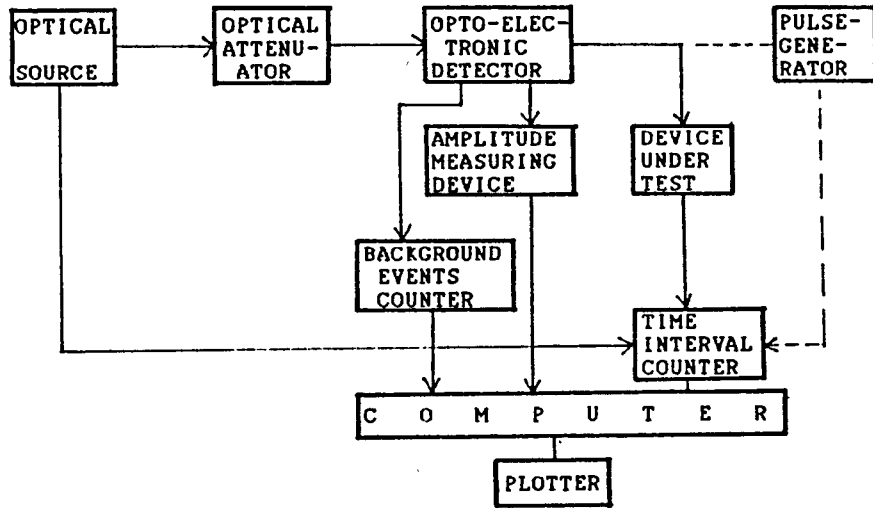 OPTICAL
SOURCE
OPTICAL
ATTENU-
ATOR
OPTO-ELEC-
TRONIC
DETECTOR
PULSE-
GENE-
RATOR
AMPLITUDE
MEASURING
DEVICE
DEVICE
UNDER
TEST
BACKGROUND
EVENTS
COUNTER
TIME
INTERVAL
COUNTER
C O M P U T E R
PLOTTER